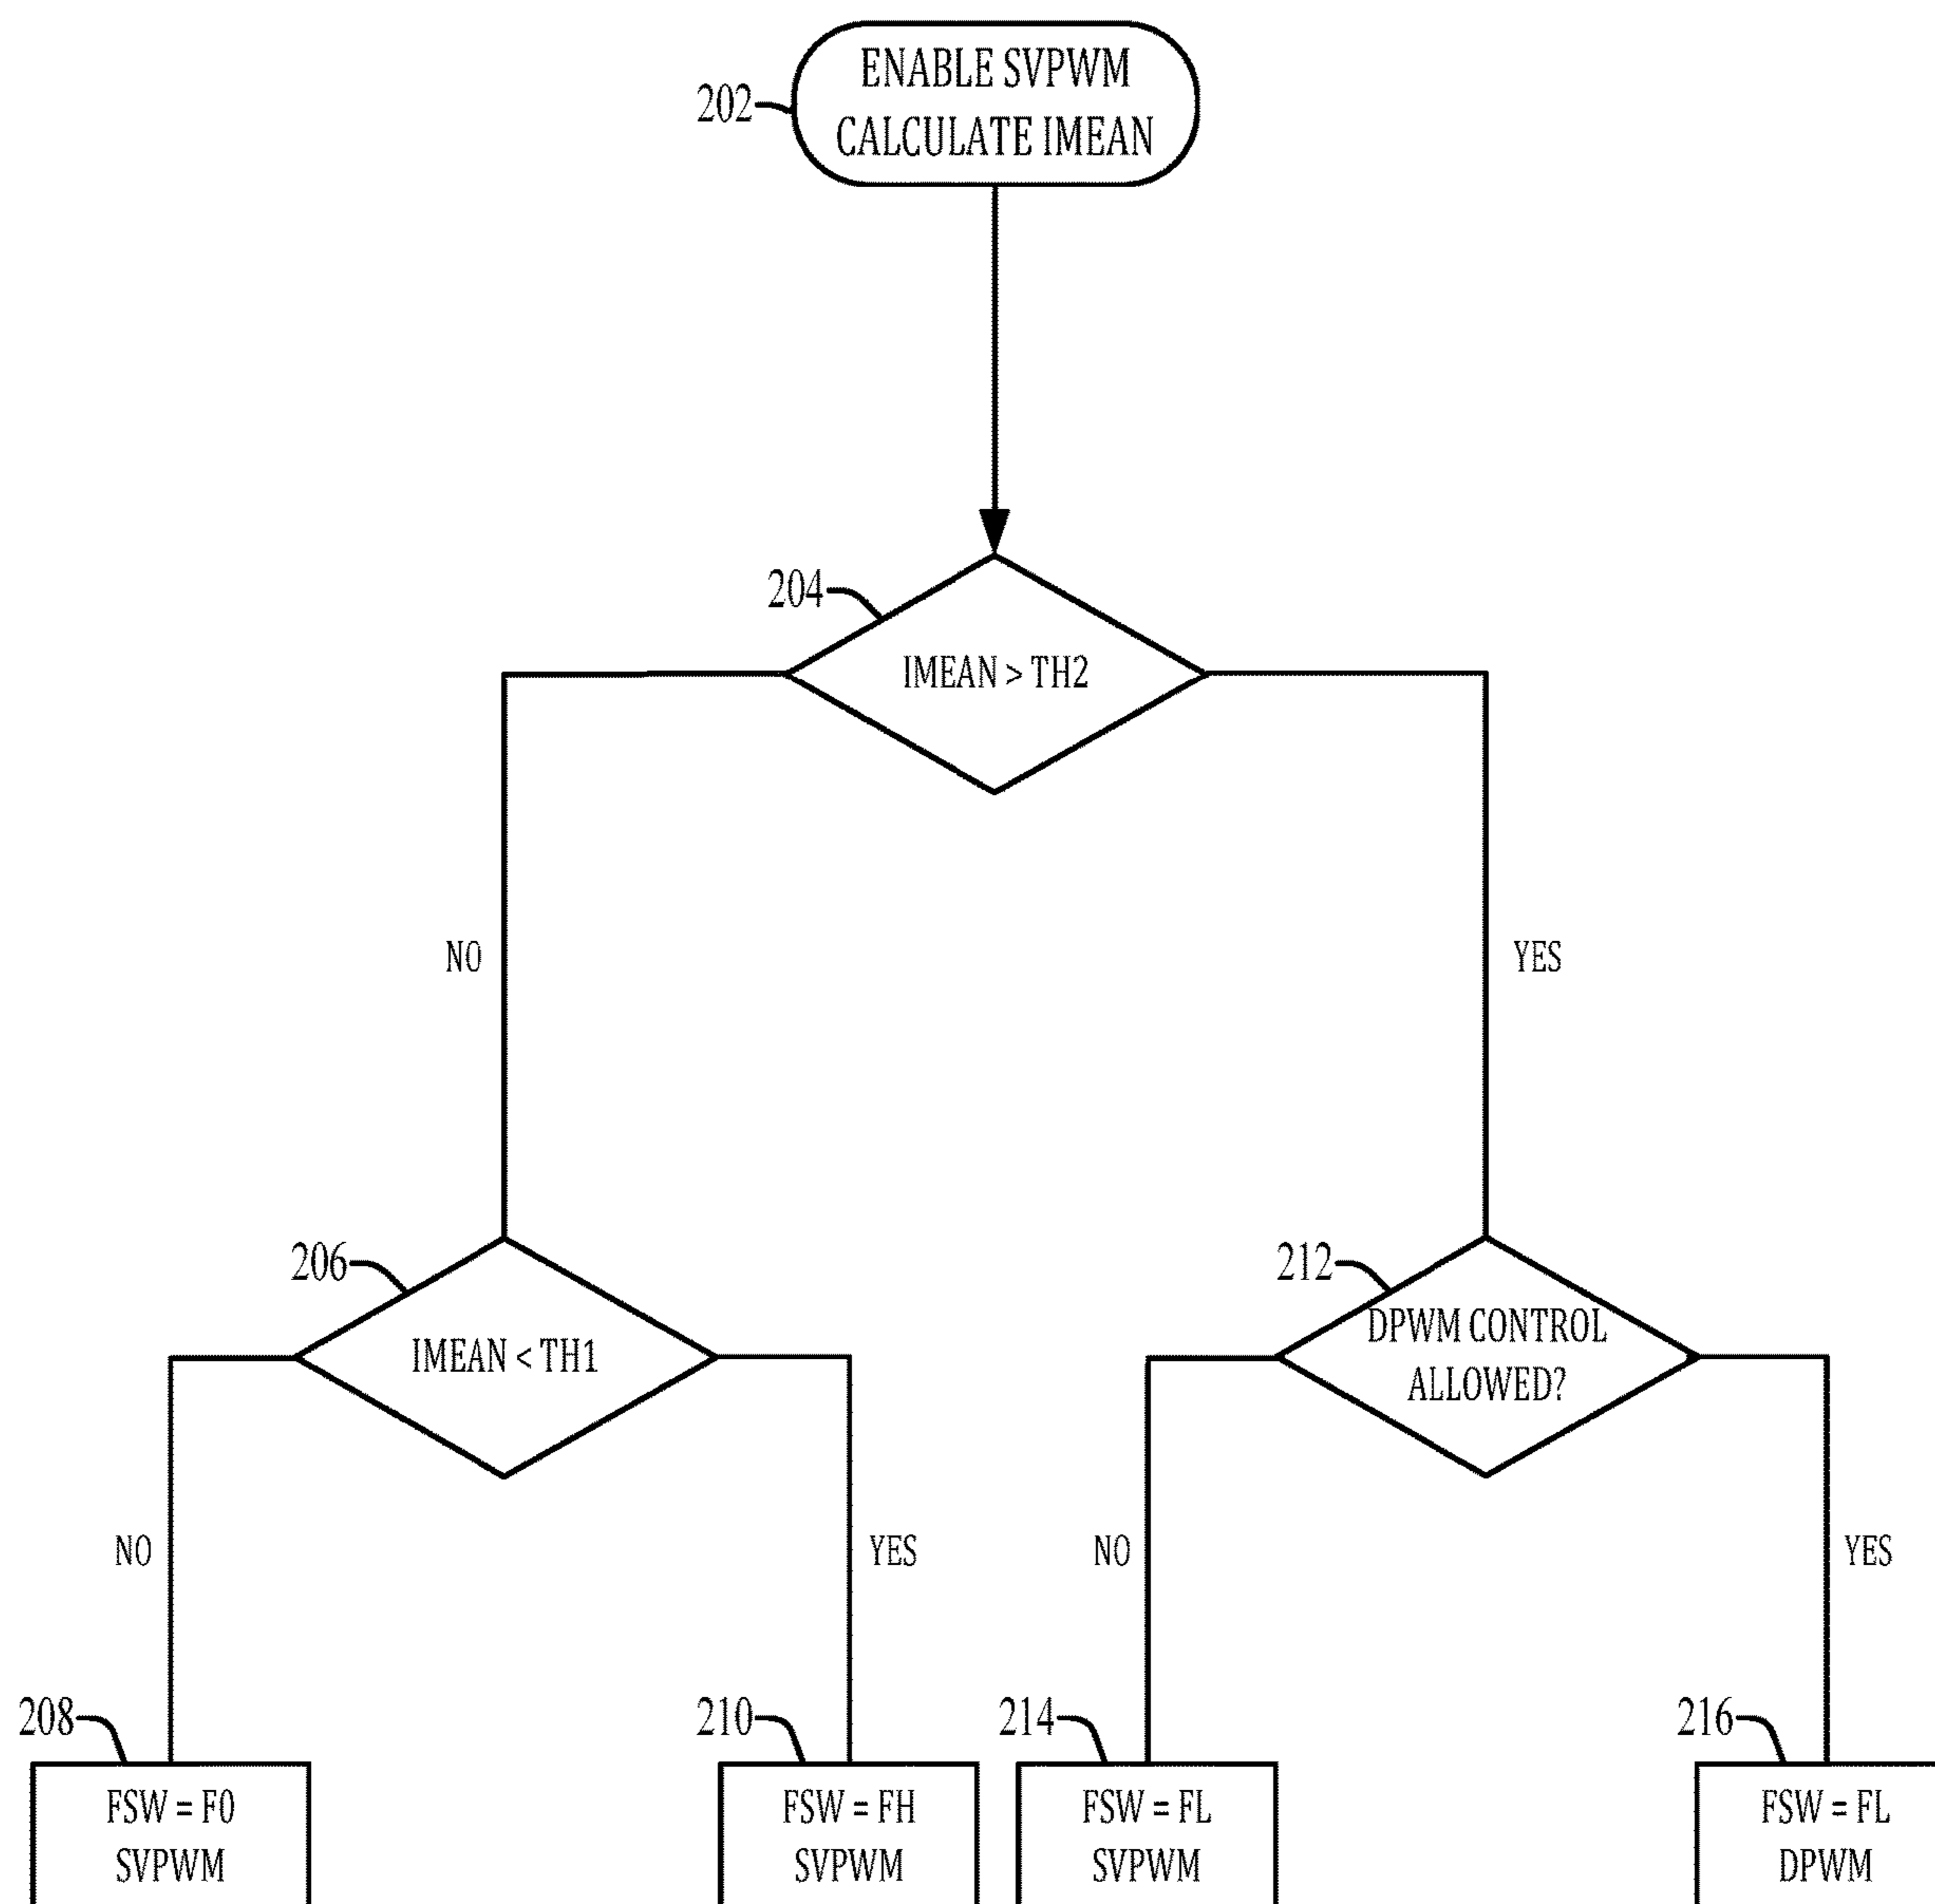 ENABLE SVPWM
CALCULATE IMEAN
202
204
IMEAN > TH2
NO
YES
206
IMEAN < TH1
212
DPWM CONTROL
ALLOWED?
NO
YES
NO
YES
208
FSW = F0
SVPWM
210
FSW = FH
SVPWM
214
FSW = FL
SVPWM
216
FSW = FL
DPWM